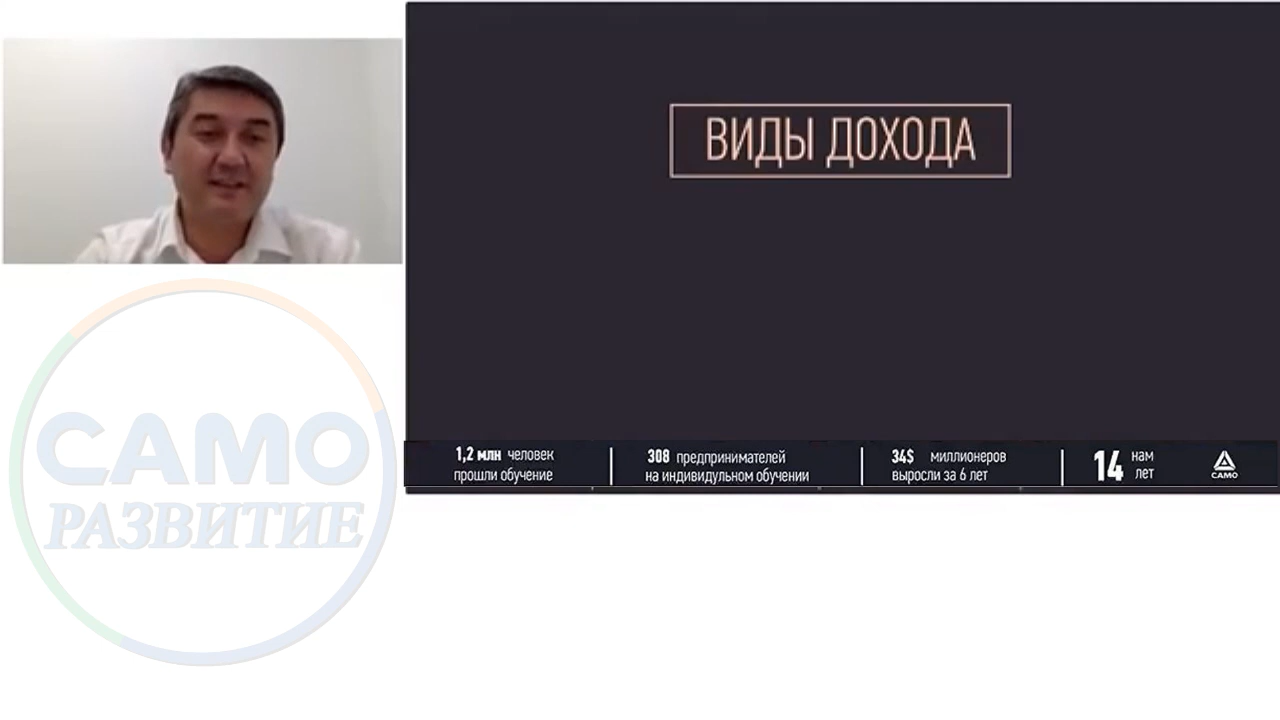 ВИДЫ ДОХОДА
САМО
РАЗВИТИЕ
1,2 млн человек
прошли обучение
308 предпринимателей
на индивидульном обучении
34$ миллионеров
выросли за 6 лет
14 нам
лет
САМО